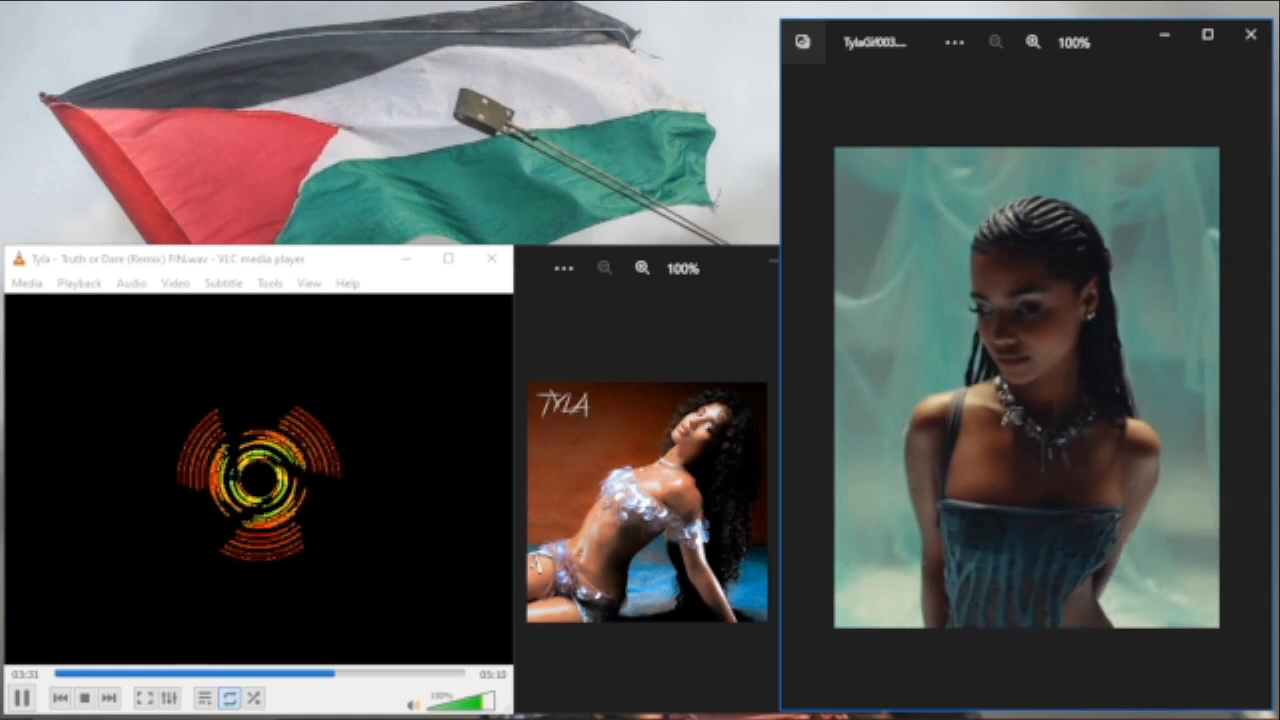 TylaGif003....
100%
Tyla - Truth or Dare (Remix) FIN.wav - VLC media player
Media Playback Audio Video Subtitle Tools View Help
100%
TYLA
03:31
05:10
100%